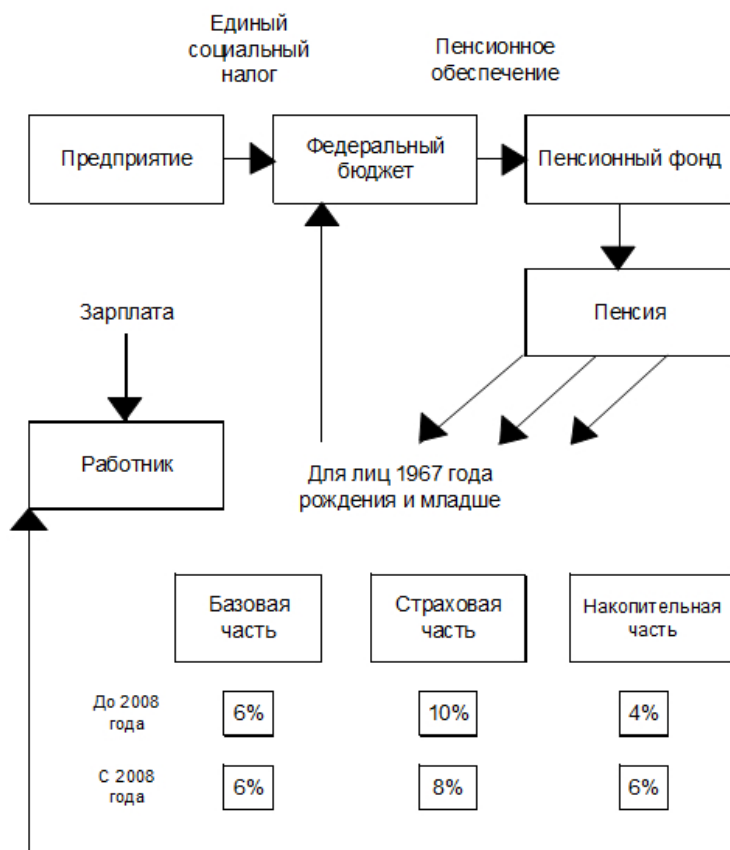 Единый
социальный
налог
Пенсионное
обеспечение
Предприятие
Федеральный
бюджет
Пенсионный фонд
Зарплата
Пенсия
Работник
Для лиц 1967 года
рождения и младше
Базовая
часть
Страховая
часть
Накопительная
часть
До 2008
года
6%
10%
4%
С 2008
года
6%
8%
6%